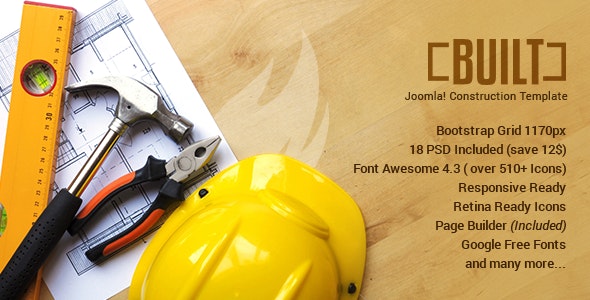 [BUILT]
Joomla! Construction Template
Bootstrap Grid 1170px
18 PSD Included (save 12$)
Font Awesome 4.3 ( over 510+ Icons)
Responsive Ready
Retina Ready Icons
Page Builder (Included)
Google Free Fonts
and many more...
30